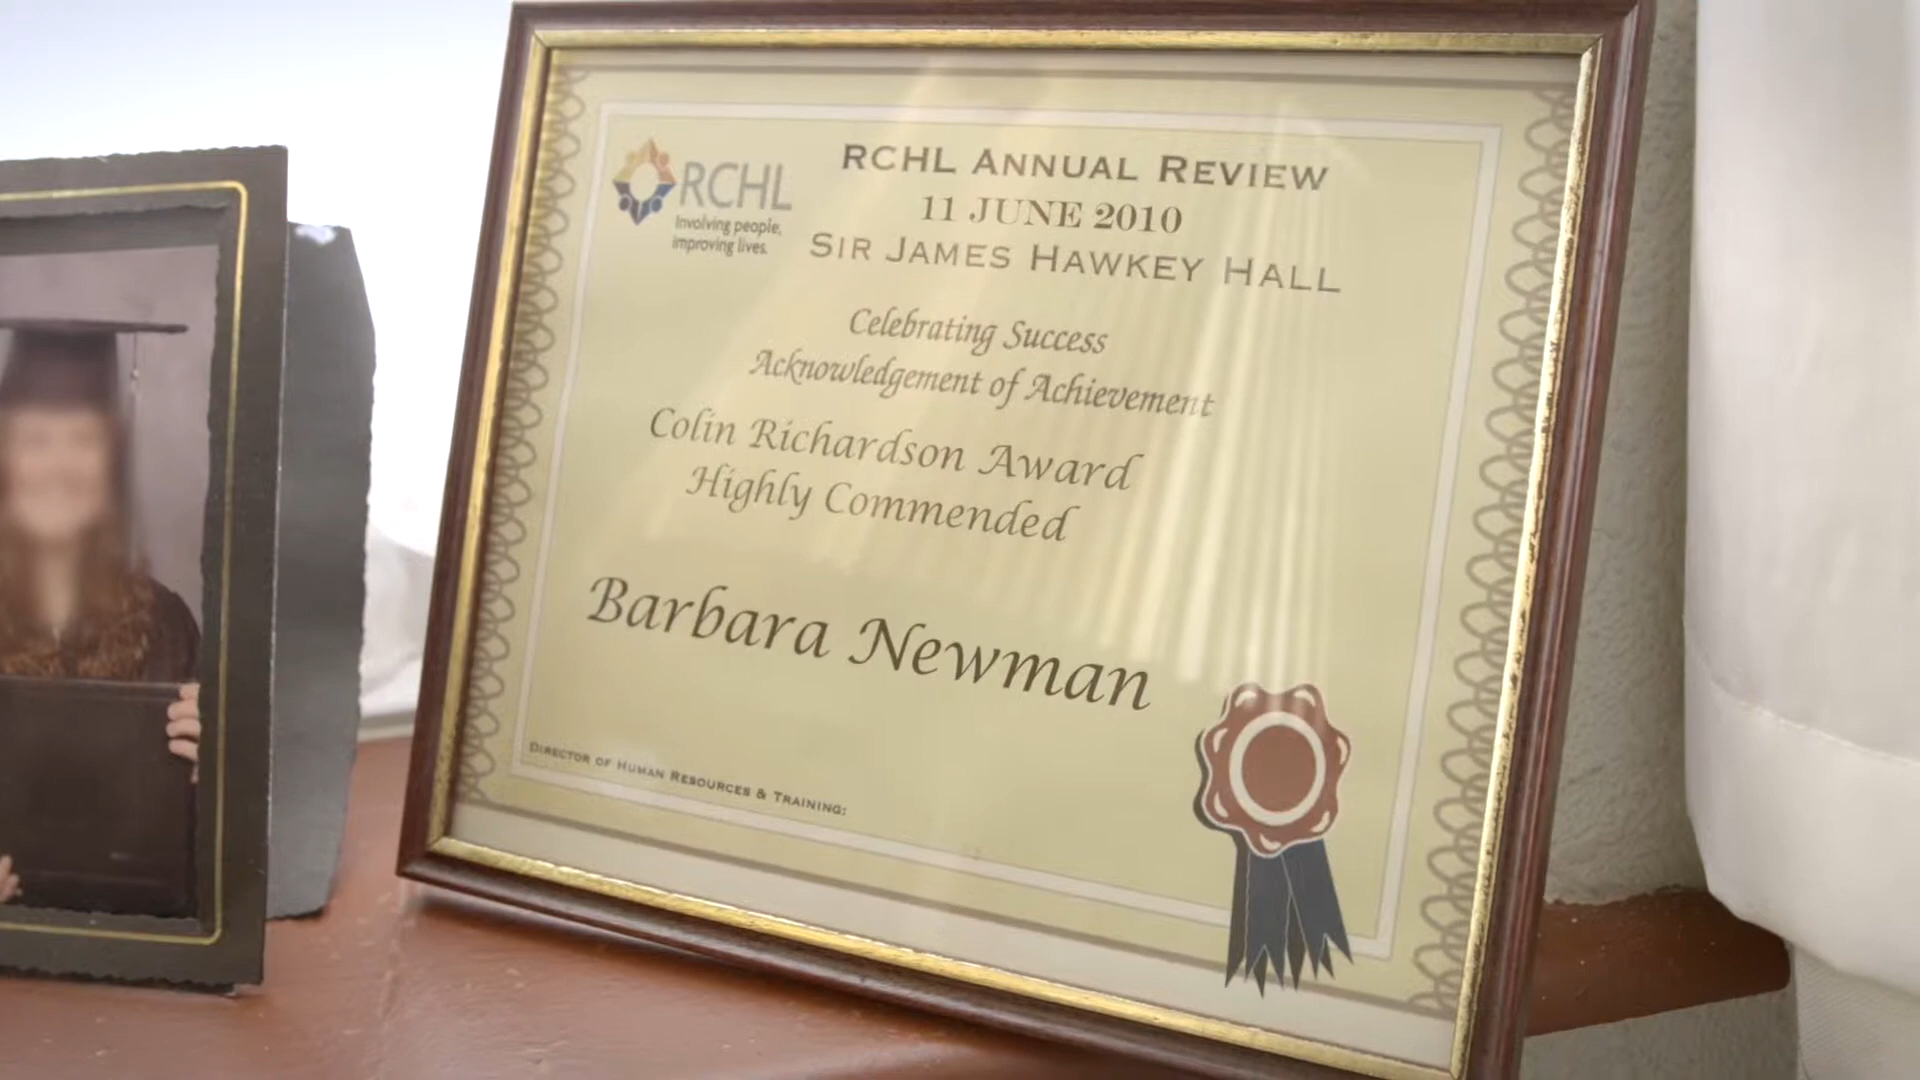 RCHL
Involving people,
improving lives.
RCHL ANNUAL REVIEW
11 JUNE 2010
SIR JAMES HAWKEY HALL
Celebrating Success
Acknowledgement of Achievement
Colin Richardson Award
Highly Commended
Barbara Newman
DIRECTOR OF HUMAN RESOURCES & TRAINING: